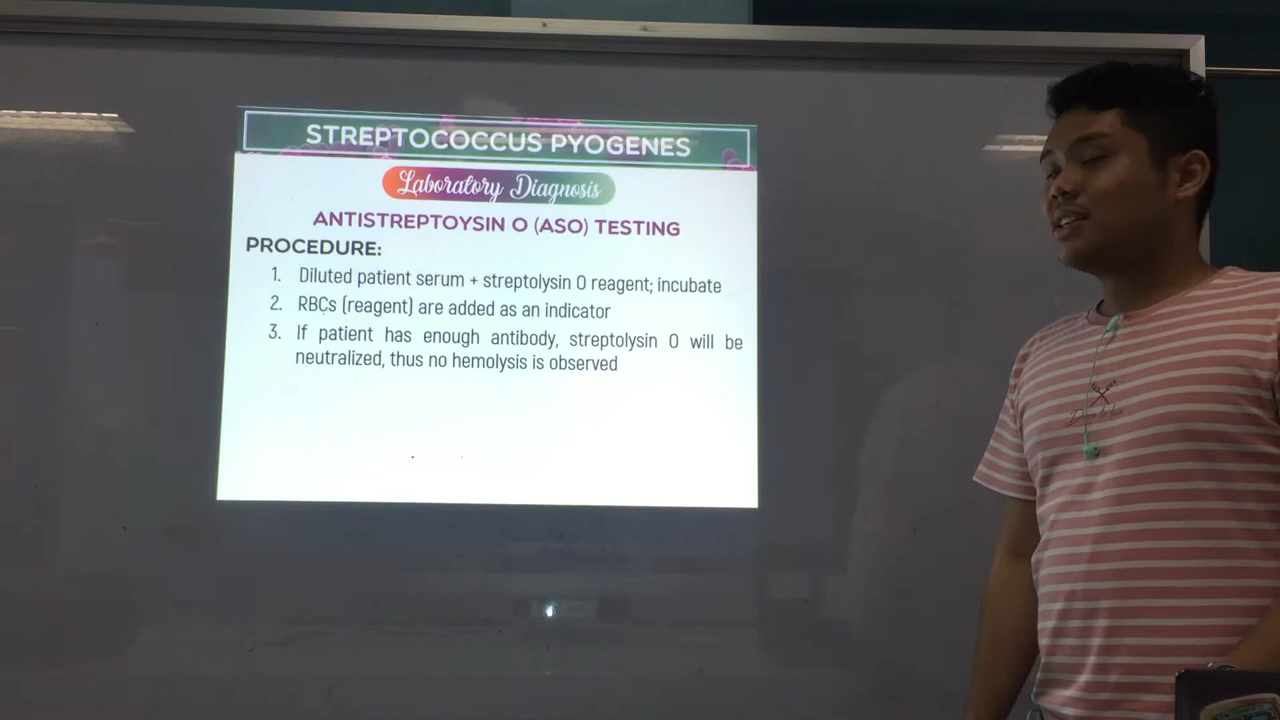 STREPTOCOCCUS PYOGENES
Laboratory Diagnosis
ANTISTREPTOYSIN O (ASO) TESTING
PROCEDURE:
1. Diluted patient serum + streptolysin O reagent; incubate
2. RBCs (reagent) are added as an indicator
3. If patient has enough antibody, streptolysin O will be
neutralized, thus no hemolysis is observed